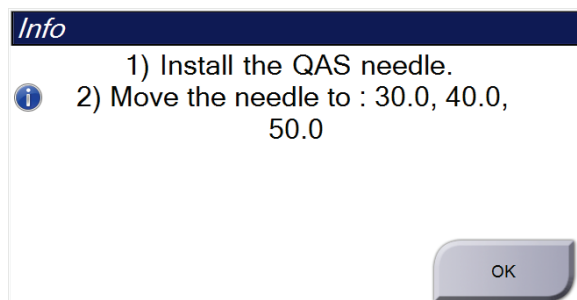 Info
1) Install the QAS needle.
2) Move the needle to : 30.0, 40.0,
50.0
OK